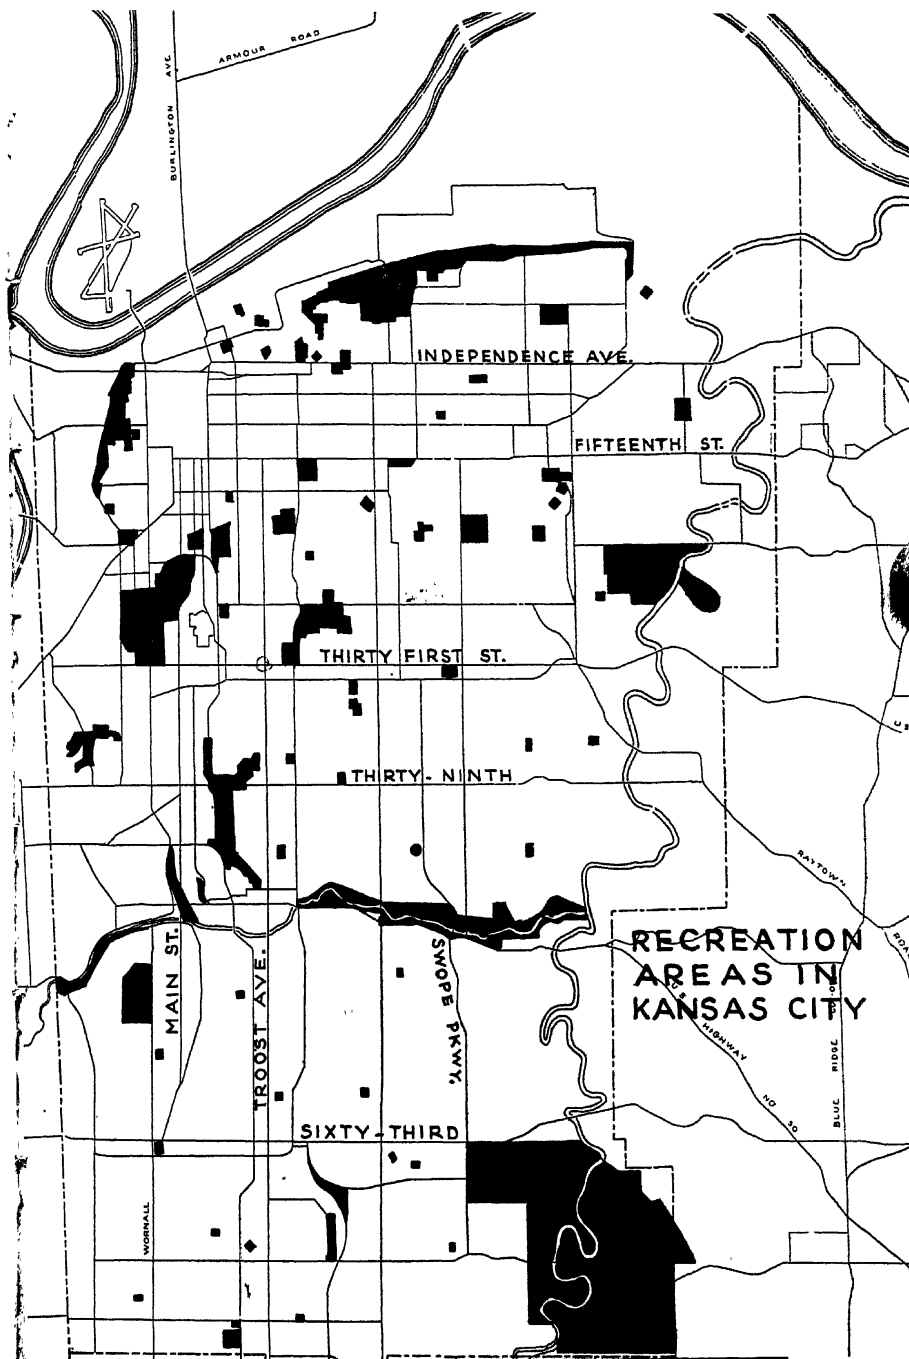 ARMOUR ROAD
BURLINGTON AVE
INDEPENDENCE AVE.
FIFTEENTH ST.
THIRTY FIRST ST.
THIRTY-NINTH
RAYTOWN
ROAD
RECREATION
AREAS IN
KANSAS CITY
MAIN ST.
TROOST AVE.
SWOPE PKWY.
HIGHWAY
NO 50
BLUE RIDGE
SIXTY-THIRD
WORNALL